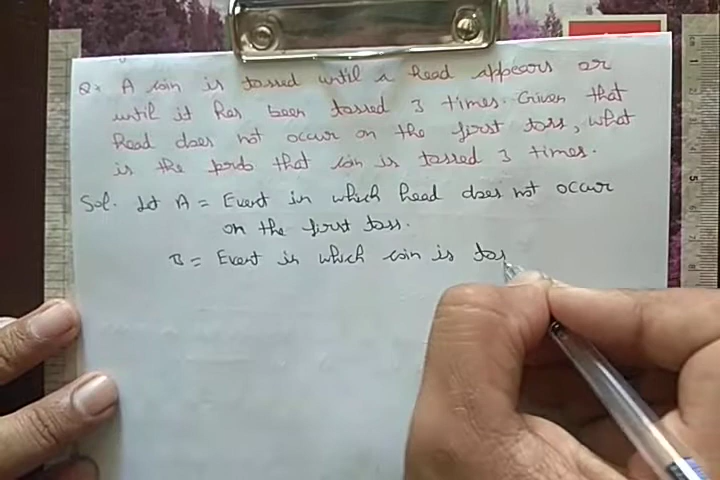 Q. A coin is tossed until a head appears or
until it has been tossed 3 times. Given that
head does not occur on the first toss, what
is the prob that coin is tossed 3 times.
Sol. Let A = Event in which head does not occur
on the first toss.
B = Event in which coin is tos